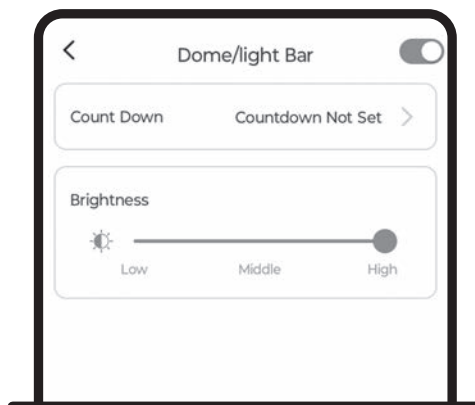 Dome/light Bar
Count Down Countdown Not Set
Brightness
Low Middle High